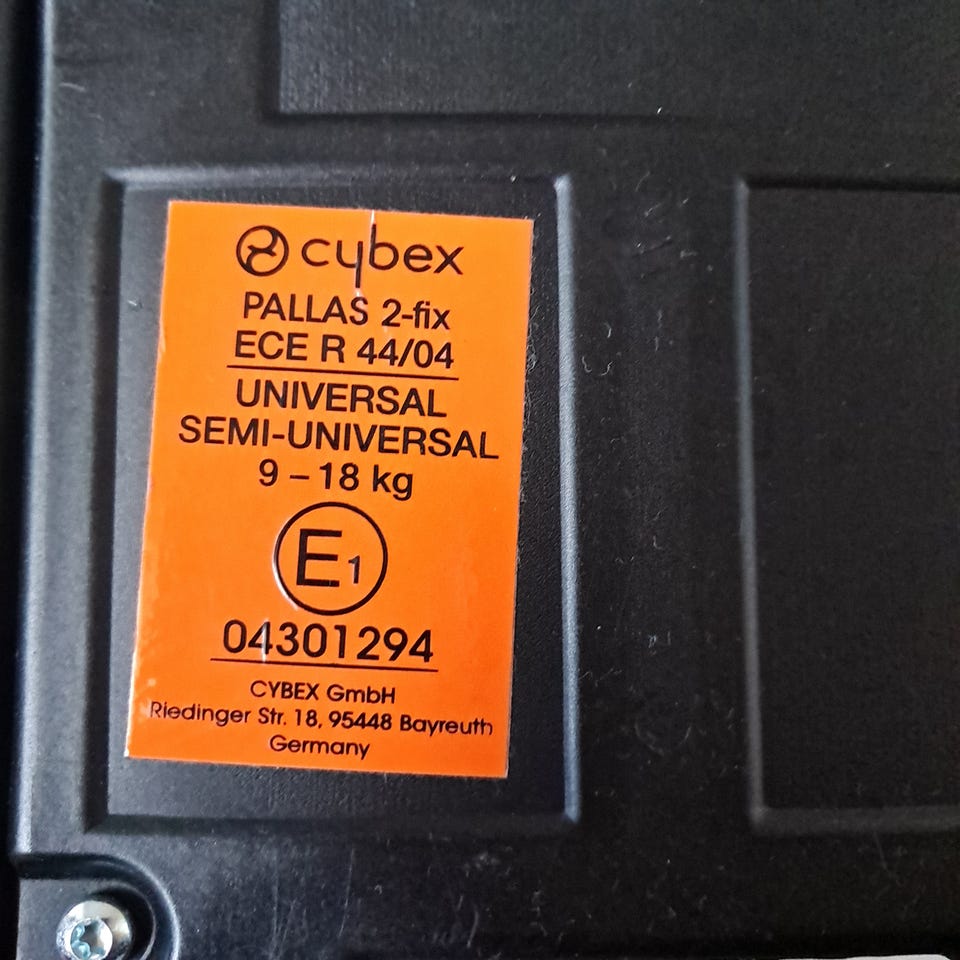 cybex
PALLAS 2-fix
ECE R 44/04
UNIVERSAL
SEMI-UNIVERSAL
9 – 18 kg
E1
04301294
CYBEX GmbH
Riedinger Str. 18, 95448 Bayreuth
Germany